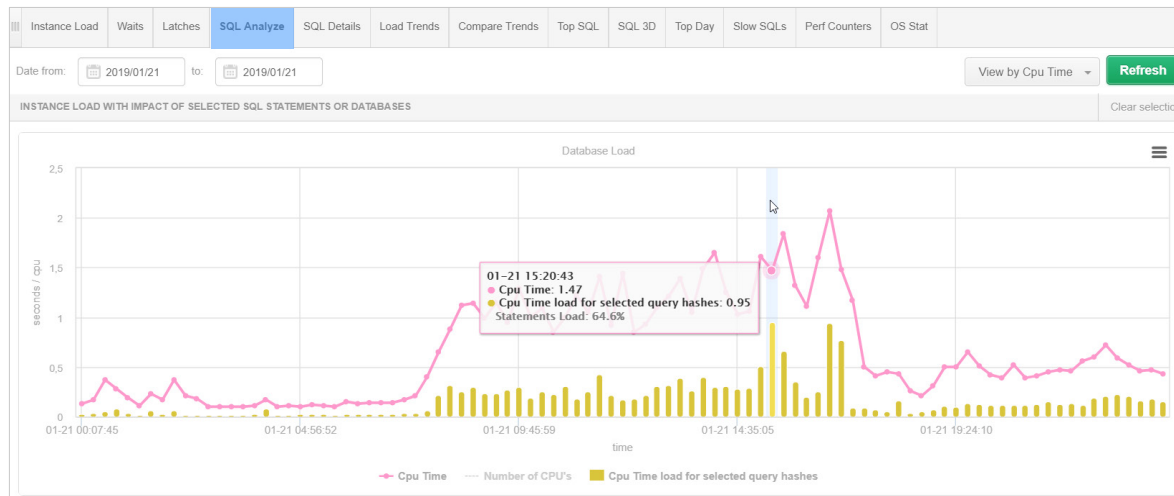 Instance Load Waits Latches SQL Analyze SQL Details Load Trends Compare Trends Top SQL SQL 3D Top Day Slow SQLs Perf Counters OS Stat
Date from: 2019/01/21 to: 2019/01/21 View by Cpu Time Refresh
INSTANCE LOAD WITH IMPACT OF SELECTED SQL STATEMENTS OR DATABASES Clear selectio
Database Load
2,5
2
1,5
1
0,5
0
seconds / cpu
01-21 15:20:43
Cpu Time: 1.47
Cpu Time load for selected query hashes: 0.95
Statements Load: 64.6%
01-21 00:07:45 01-21 04:56:52 01-21 09:45:59 01-21 14:35:05 01-21 19:24:10
time
Cpu Time Number of CPU's Cpu Time load for selected query hashes